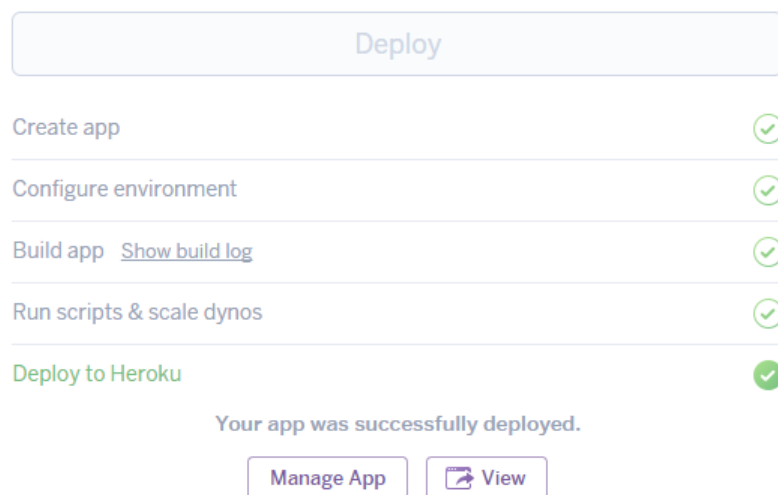 Deploy
Create app
Configure environment
Build app Show build log
Run scripts & scale dynos
Deploy to Heroku
Your app was successfully deployed.
Manage App View